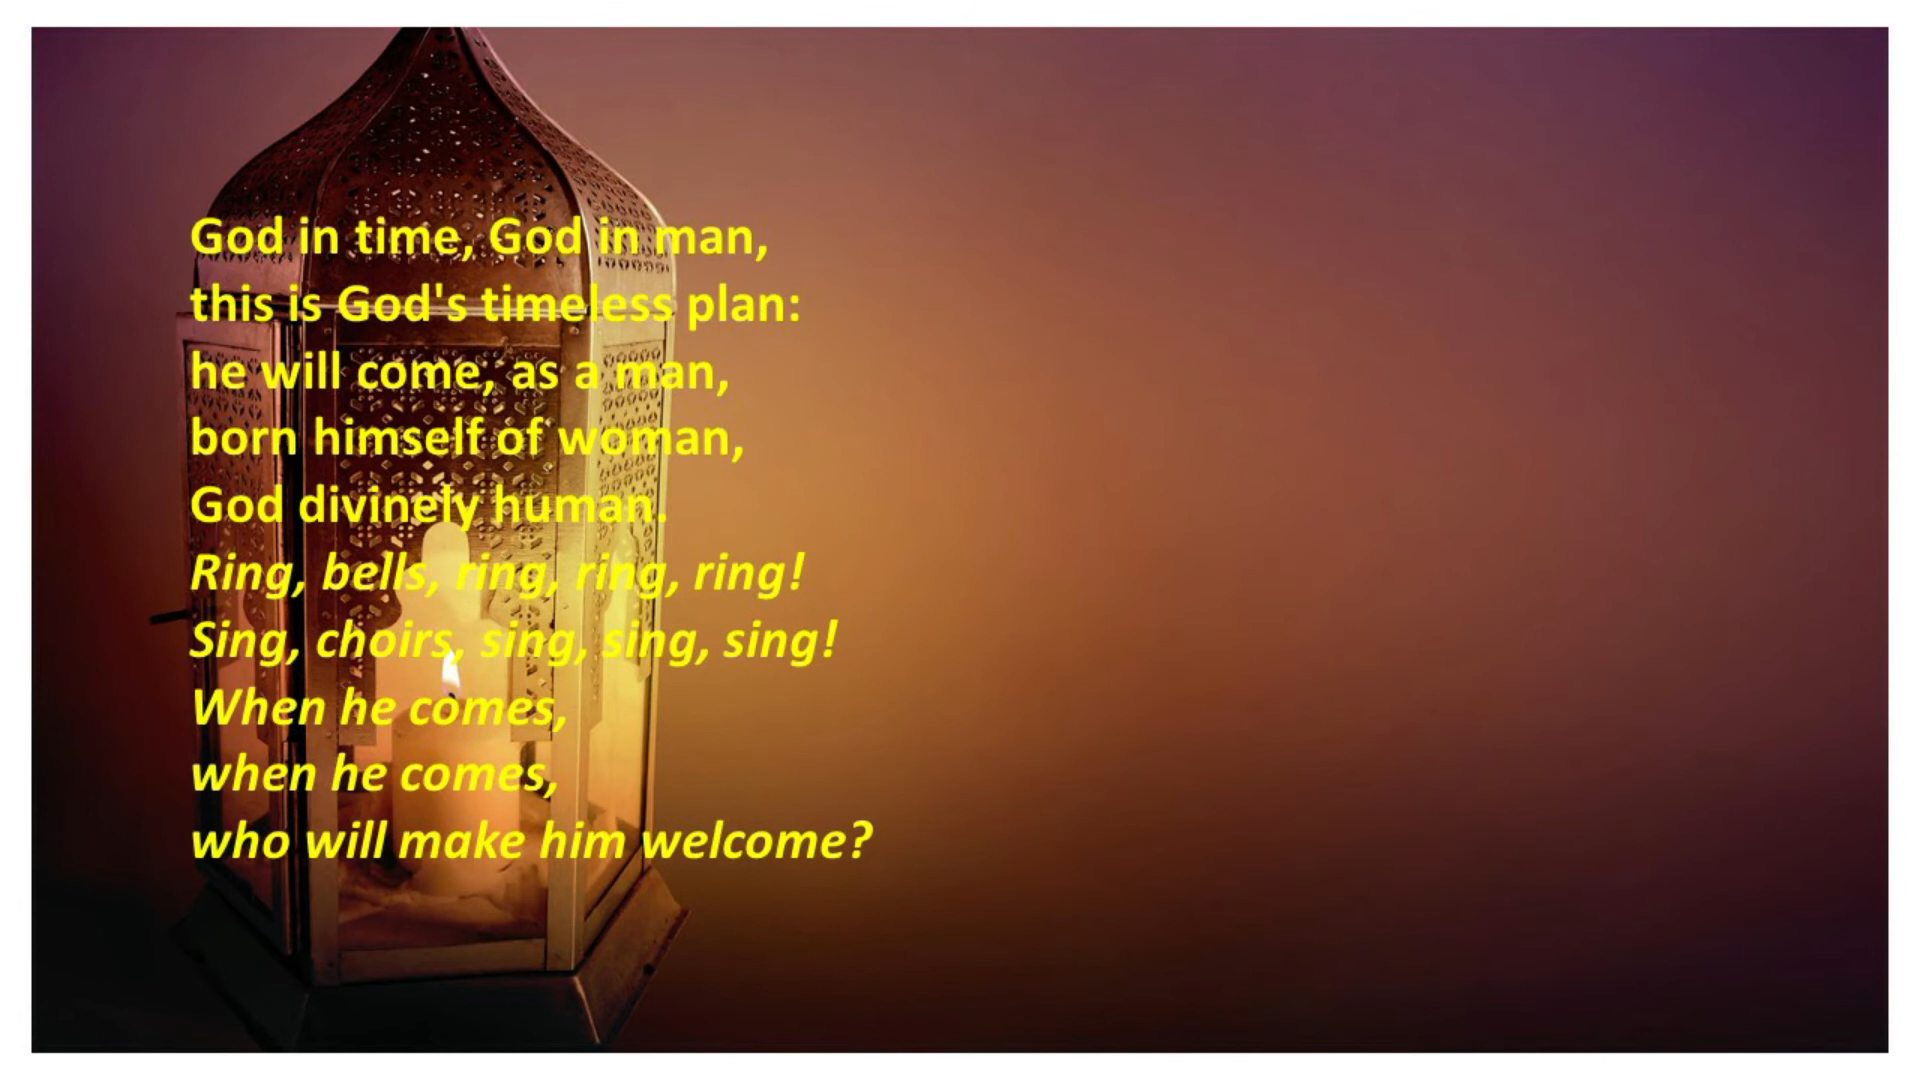 God in time, God in man,
this is God's timeless plan:
he will come, as a man,
born himself of woman,
God divinely human.
Ring, bells, ring, ring, ring!
Sing, choirs, sing, sing, sing!
When he comes,
when he comes,
who will make him welcome?